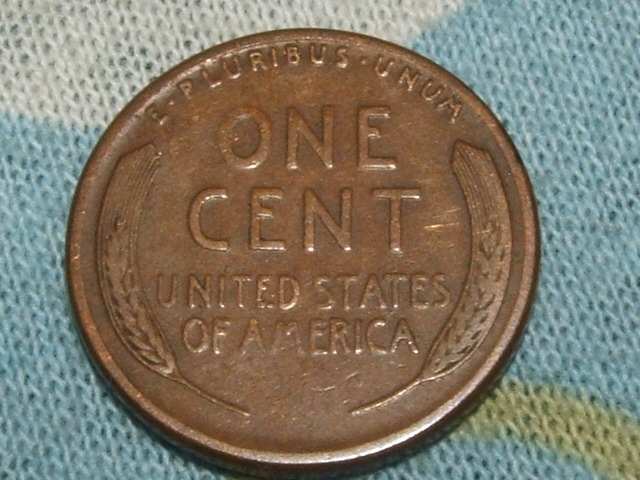 E·PLURIBUS·UNUM
ONE
CENT
UNITED STATES
OF AMERICA